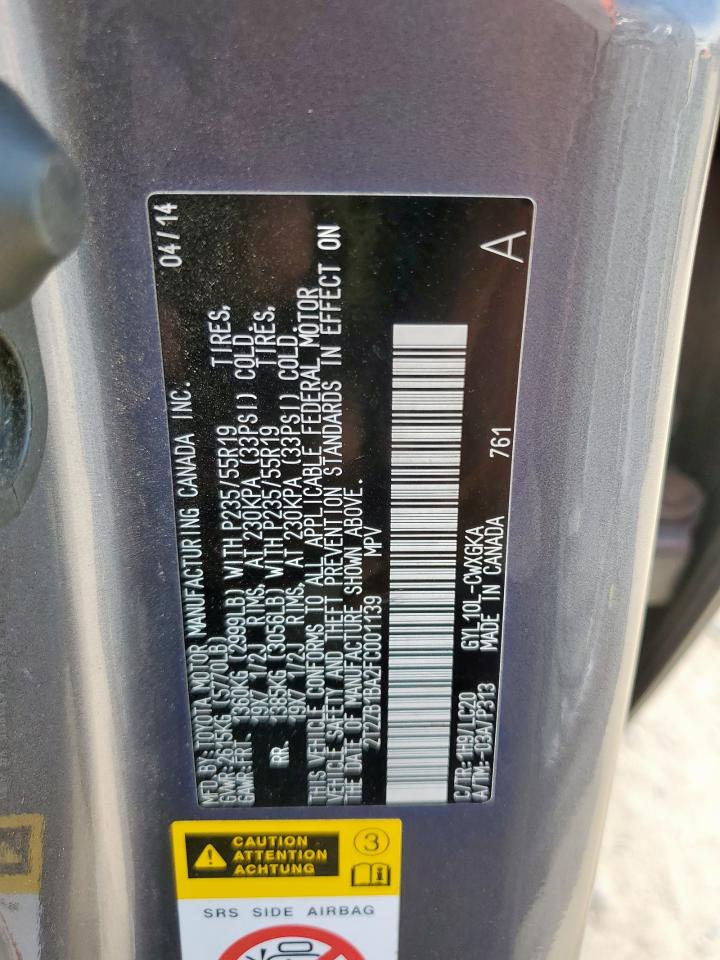 MFD.BY:TOYOTA MOTOR MANUFACTURING CANADA INC. 04/14
GVWR:2615KG(5770LB)
GAWR:FRT- 1360KG (2999LB) WITH P235/55R19 TIRES,
19X7 1/2J RIMS, AT 230KPA (33PSI) COLD.
RR. 1385KG (3056LB) WITH P235/55R19 TIRES,
19X7 1/2J RIMS, AT 230KPA (33PSI) COLD.
THIS VEHICLE CONFORMS TO ALL APPLICABLE FEDERAL MOTOR
VEHICLE SAFETY AND THEFT PREVENTION STANDARDS IN EFFECT ON
THE DATE OF MANUFACTURE SHOWN ABOVE.
MPV
C/TR: 1H9/LC20 GYL10L-CWXGKA
A/TM: -03A/P313 MADE IN CANADA 761 A
CAUTION
ATTENTION
ACHTUNG
3
SRS SIDE AIRBAG